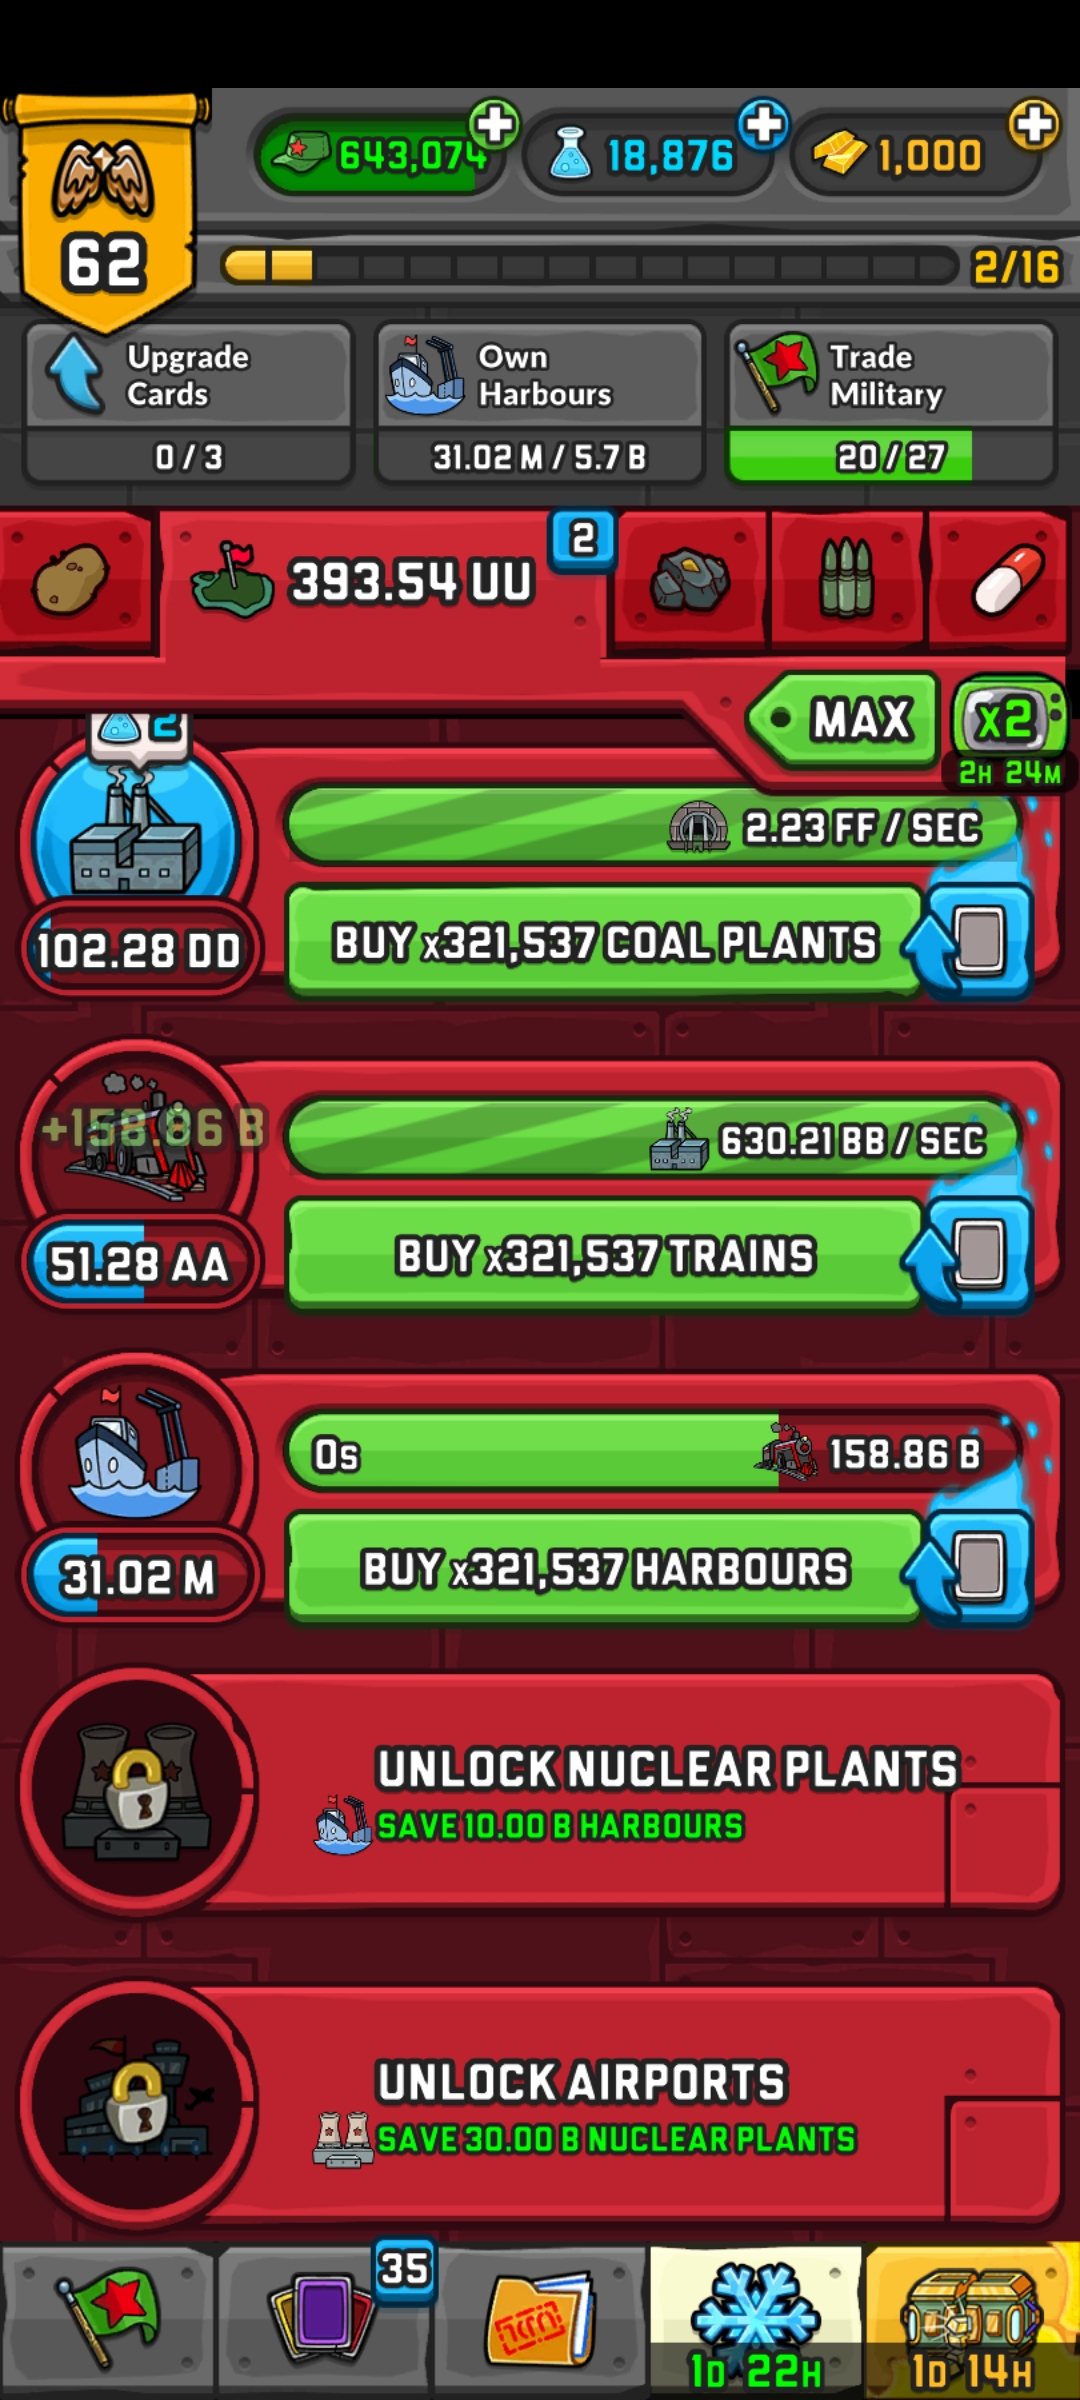 643,074
18,876
1,000
62
2/16
Upgrade
Cards
0 / 3
Own
Harbours
31.02 M / 5.7 B
Trade
Military
20 / 27
393.54 UU
2
MAX
x2
2H 24M
2
2.23 FF / SEC
102.28 DD
BUY x321,537 COAL PLANTS
+158.86 B
630.21 BB / SEC
51.28 AA
BUY x321,537 TRAINS
0s
158.86 B
31.02 M
BUY x321,537 HARBOURS
UNLOCK NUCLEAR PLANTS
SAVE 10.00 B HARBOURS
UNLOCK AIRPORTS
SAVE 30.00 B NUCLEAR PLANTS
35
1D 22H
1D 14H